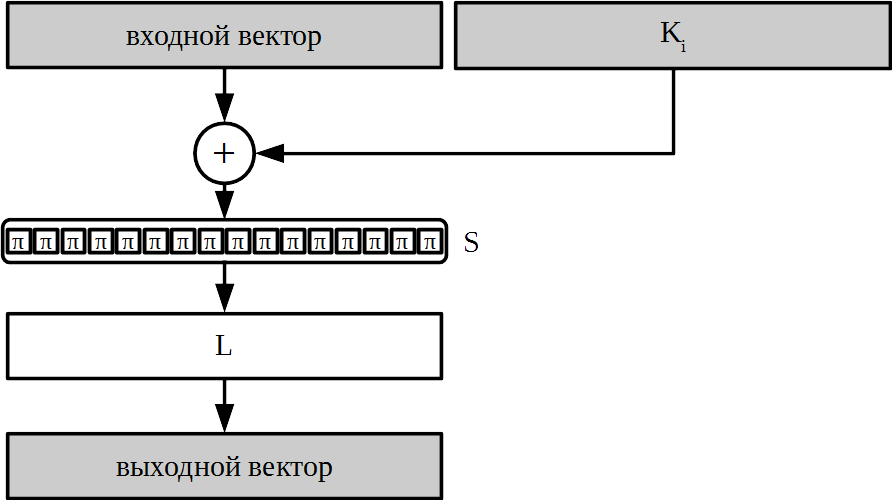 входной вектор
Kᵢ
+
π π π π π π π π π π π π π π π π
S
L
выходной вектор